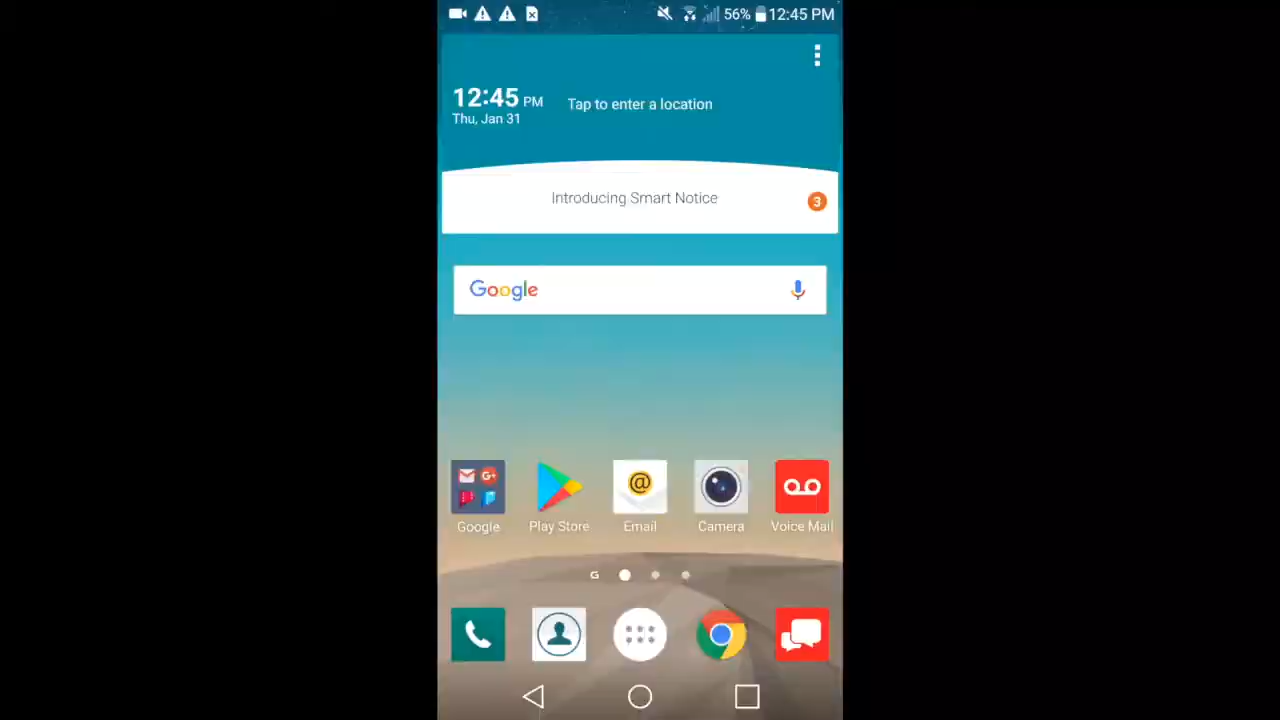 56% 12:45 PM
12:45 PM
Tap to enter a location
Thu, Jan 31
Introducing Smart Notice
3
Google
Google
Play Store
Email
Camera
Voice Mail